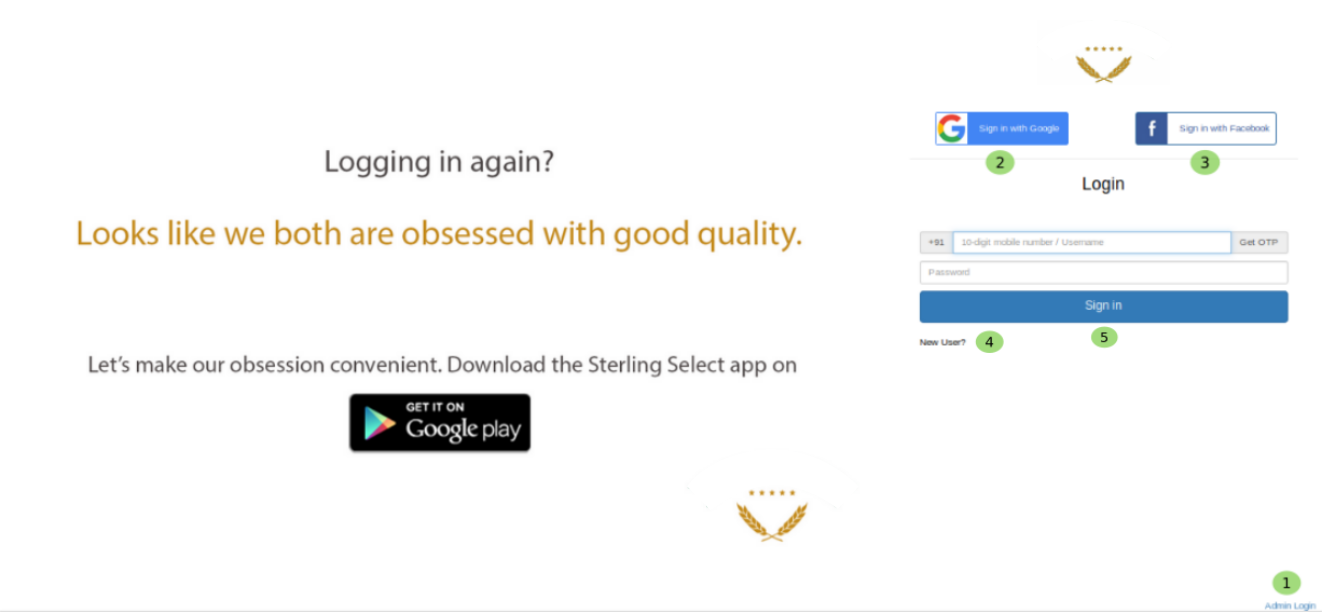 Logging in again?
Looks like we both are obsessed with good quality.
Let's make our obsession convenient. Download the Sterling Select app on
GET IT ON
Google play
Sign in with Google
f Sign in with Facebook
2
3
Login
+91 10-digit mobile number / Username Get OTP
Password
Sign in
New User? 4
5
1
Admin Login